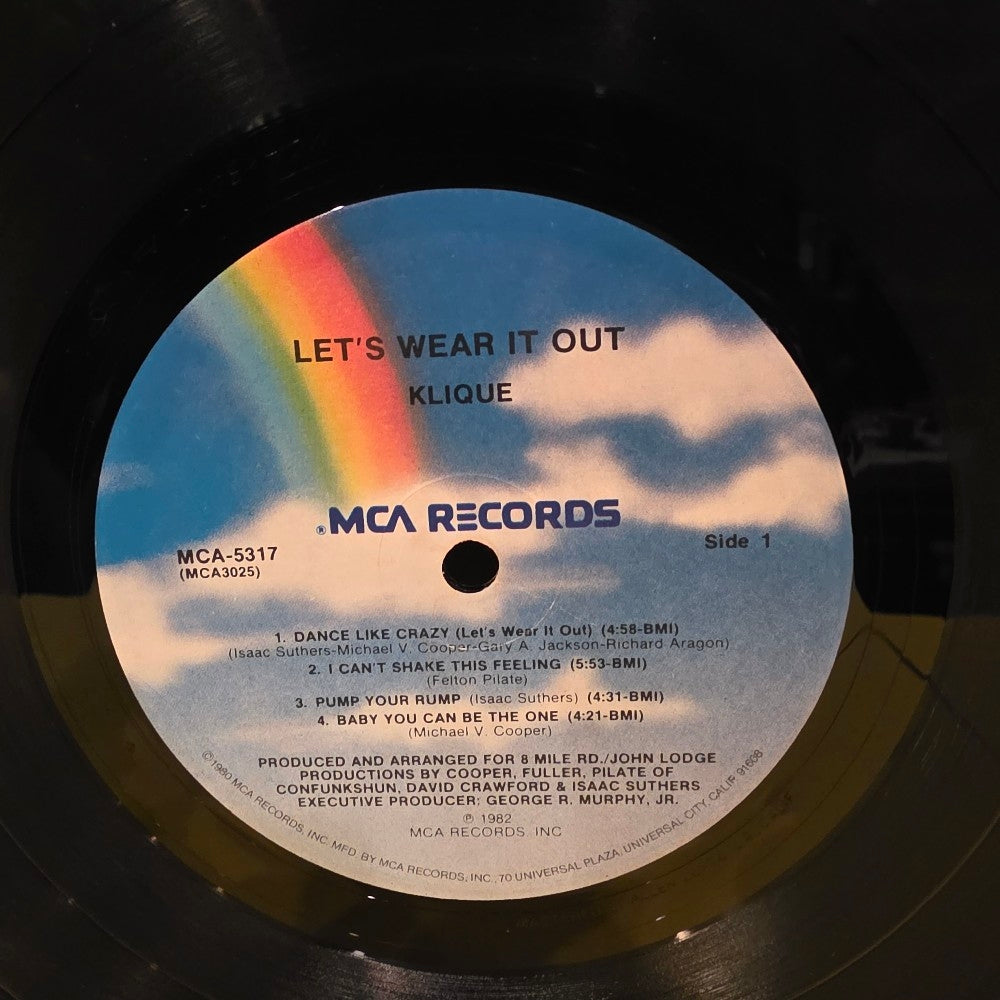 LET'S WEAR IT OUT
KLIQUE
®MCA RECORDS
Side 1
MCA-5317
(MCA3025)
1. DANCE LIKE CRAZY (Let's Wear It Out) (4:58-BMI)
(Isaac Suthers-Michael V. Cooper-Gary A. Jackson-Richard Aragon)
2. I CAN'T SHAKE THIS FEELING (5:53-BMI)
(Felton Pilate)
3. PUMP YOUR RUMP (Isaac Suthers) (4:31-BMI)
4. BABY YOU CAN BE THE ONE (4:21-BMI)
(Michael V. Cooper)
PRODUCED AND ARRANGED FOR 8 MILE RD./JOHN LODGE
PRODUCTIONS BY COOPER, FULLER, PILATE OF
CONFUNKSHUN, DAVID CRAWFORD & ISAAC SUTHERS
EXECUTIVE PRODUCER: GEORGE R. MURPHY, JR.
℗ 1982
MCA RECORDS, INC
©1980 MCA RECORDS, INC. MFD. BY MCA RECORDS, INC., 70 UNIVERSAL PLAZA, UNIVERSAL CITY, CALIF. 91608